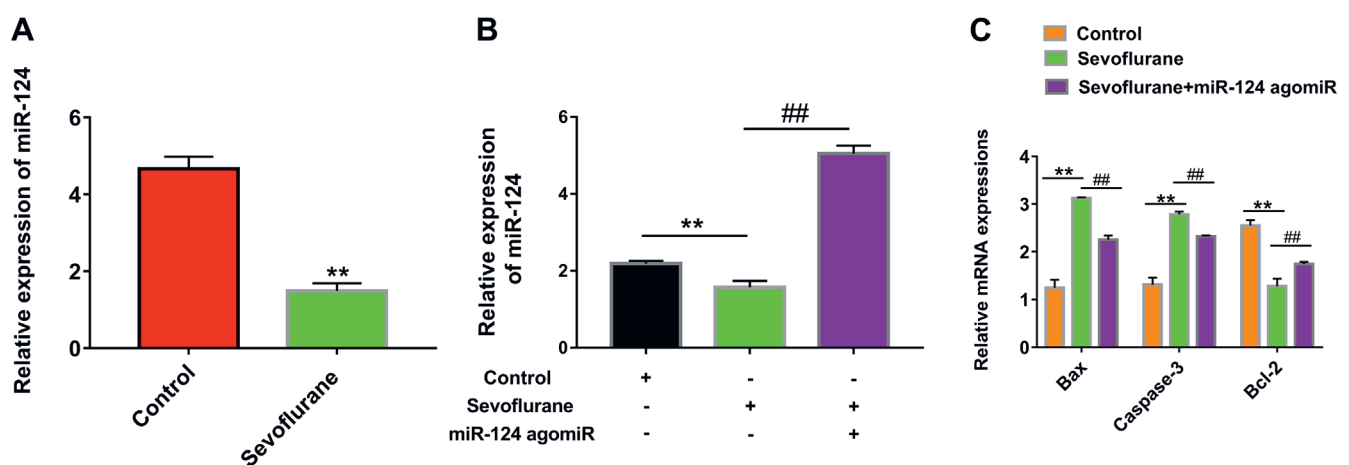 A
Relative expression of miR-124
6
4
2
0
**
Control
Sevoflurane
B
Relative expression
of miR-124
6
4
2
0
**
##
Control + - -
Sevoflurane - + +
miR-124 agomiR - - +
C
Control
Sevoflurane
Sevoflurane+miR-124 agomiR
Relative mRNA expressions
4
3
2
1
0
** ##
** ##
** ##
Bax
Caspase-3
Bcl-2